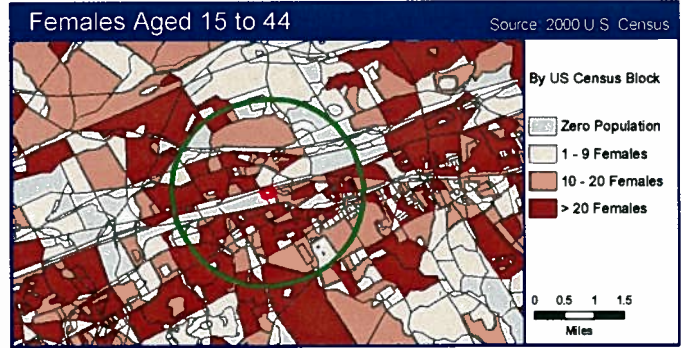 Females Aged 15 to 44
Source: 2000 U.S. Census
By US Census Block
Zero Population
1 - 9 Females
10 - 20 Females
> 20 Females
0 0.5 1 1.5
Miles